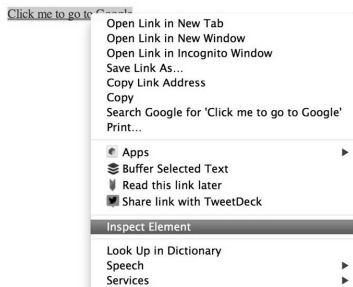 Click me to go to Google
Open Link in New Tab
Open Link in New Window
Open Link in Incognito Window
Save Link As...
Copy Link Address
Copy
Search Google for 'Click me to go to Google'
Print...
Apps
Buffer Selected Text
Read this link later
Share link with TweetDeck
Inspect Element
Look Up in Dictionary
Speech
Services